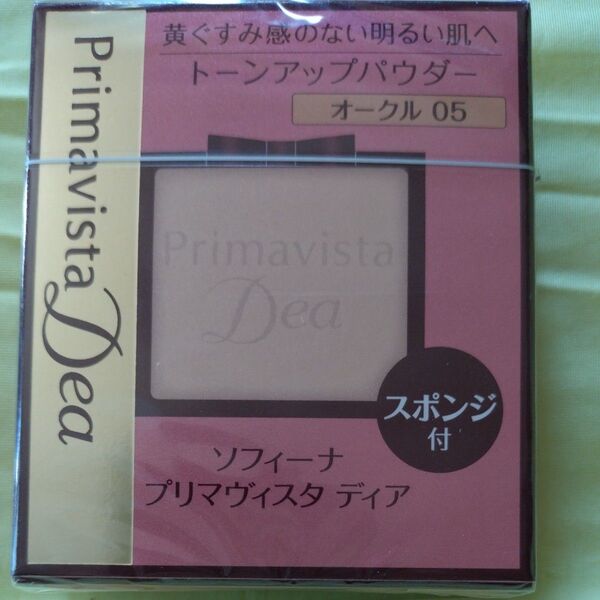 黄ぐすみ感のない明るい肌へ
トーンアップパウダー
オークル 05
Primavista
Dea
Primavista
Dea
スポンジ
付
ソフィーナ
プリマヴィスタ ディア